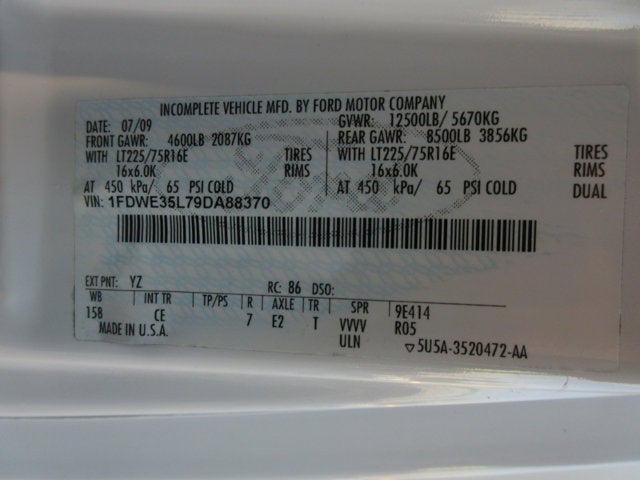 INCOMPLETE VEHICLE MFD. BY FORD MOTOR COMPANY
DATE: 07/09 GVWR: 12500LB/ 5670KG
FRONT GAWR: 4600LB 2087KG REAR GAWR: 8500LB 3856KG
WITH LT225/75R16E TIRES WITH LT225/75R16E TIRES
16x6.0K RIMS 16x6.0K RIMS
AT 450 kPa/ 65 PSI COLD AT 450 kPa/ 65 PSI COLD DUAL
VIN: 1FDWE35L79DA88370
EXT PNT: YZ RC: 86 DSO:
WB INT TR TP/PS R AXLE TR SPR 9E414
158 CE 7 E2 T VVVV R05
MADE IN U.S.A. ULN ▽5U5A-3520472-AA